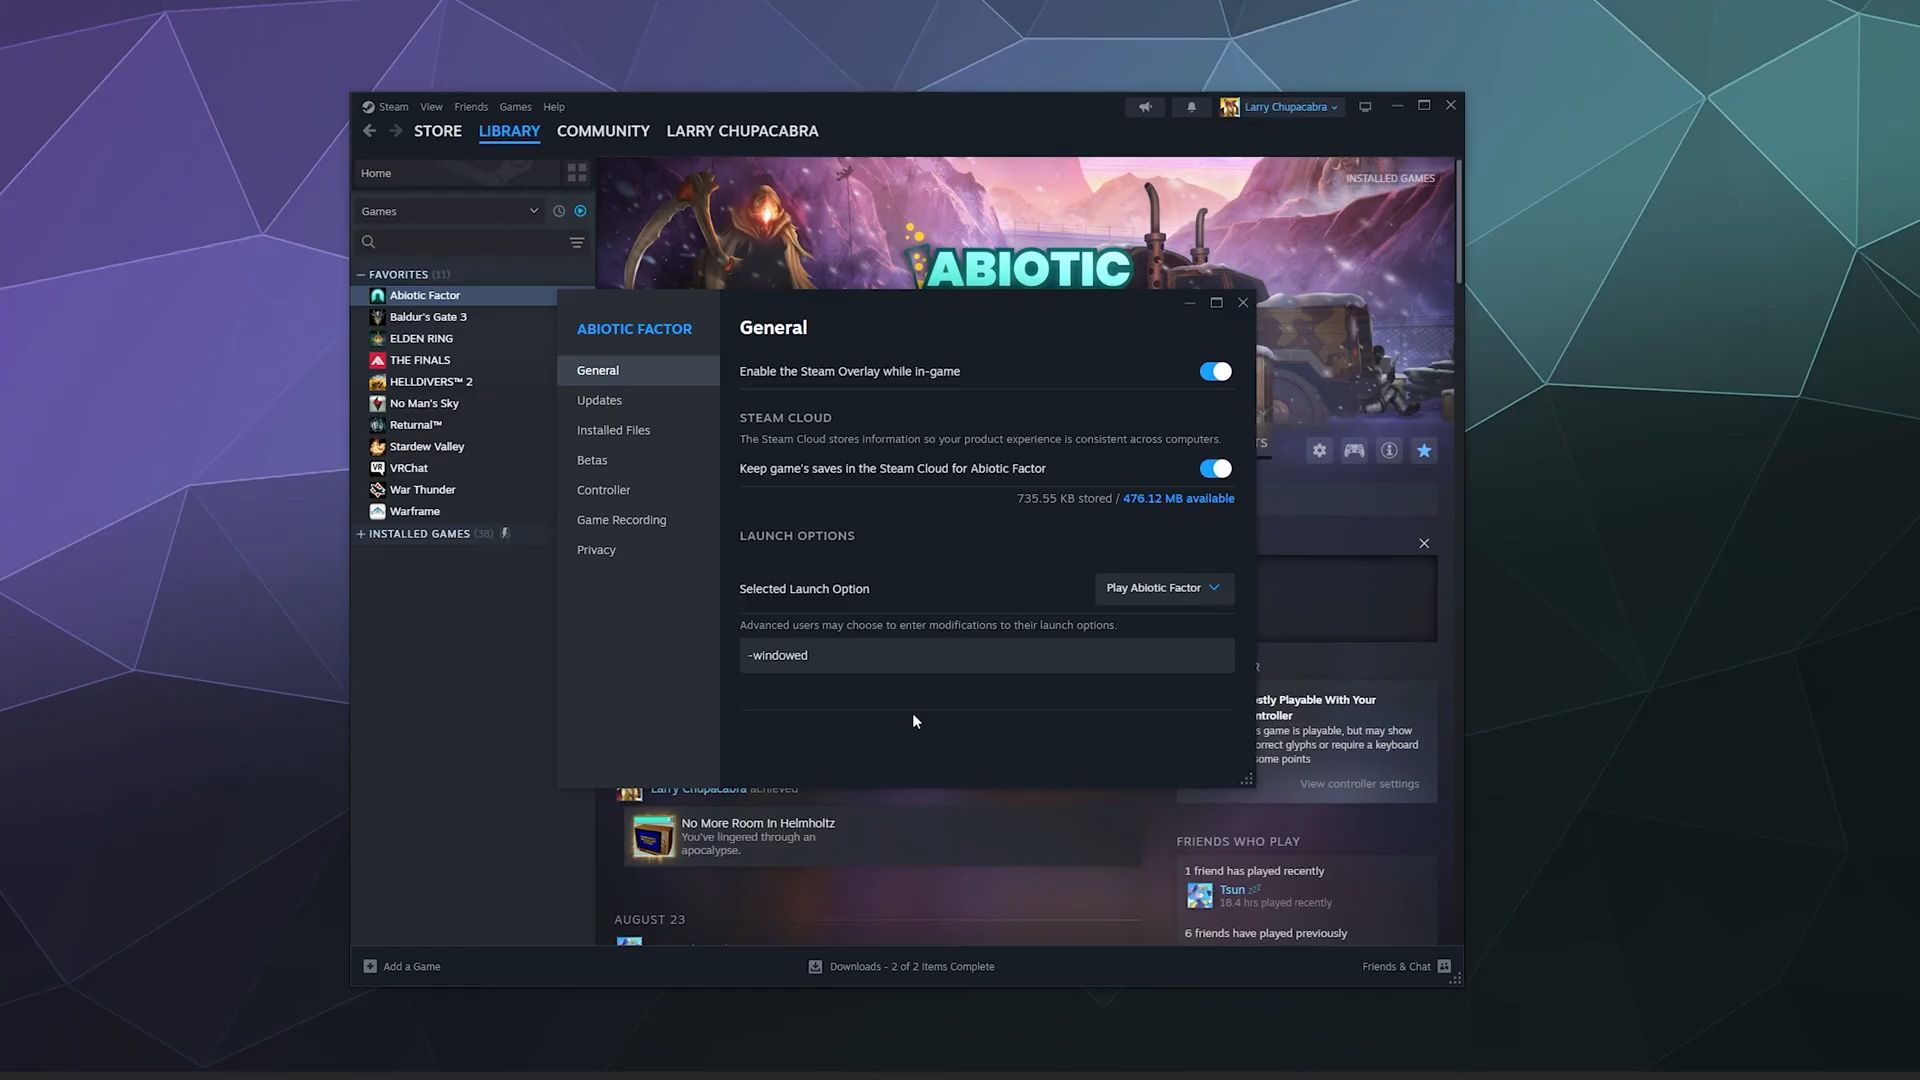 Steam View Friends Games Help
Larry Chupacabra
STORE LIBRARY COMMUNITY LARRY CHUPACABRA
Home
INSTALLED GAMES
Games
ABIOTIC
FAVORITES (11)
Abiotic Factor
Baldur's Gate 3
ELDEN RING
THE FINALS
HELLDIVERS™ 2
No Man's Sky
Returnal™
Stardew Valley
VR VRChat
War Thunder
Warframe
INSTALLED GAMES (38)
ABIOTIC FACTOR
General
Updates
Installed Files
Betas
Controller
Game Recording
Privacy
General
Enable the Steam Overlay while in-game
STEAM CLOUD
The Steam Cloud stores information so your product experience is consistent across computers.
Keep game's saves in the Steam Cloud for Abiotic Factor
735.55 KB stored / 476.12 MB available
LAUNCH OPTIONS
Selected Launch Option
Play Abiotic Factor
Advanced users may choose to enter modifications to their launch options.
-windowed
stly Playable With Your
ntroller
s game is playable, but may show
orrect glyphs or require a keyboard
some points
View controller settings
Larry Chupacabra achieved
No More Room In Helmholtz
You've lingered through an
apocalypse.
FRIENDS WHO PLAY
1 friend has played recently
Tsun zzz
18.4 hrs played recently
6 friends have played previously
AUGUST 23
Add a Game
Downloads - 2 of 2 Items Complete
Friends & Chat